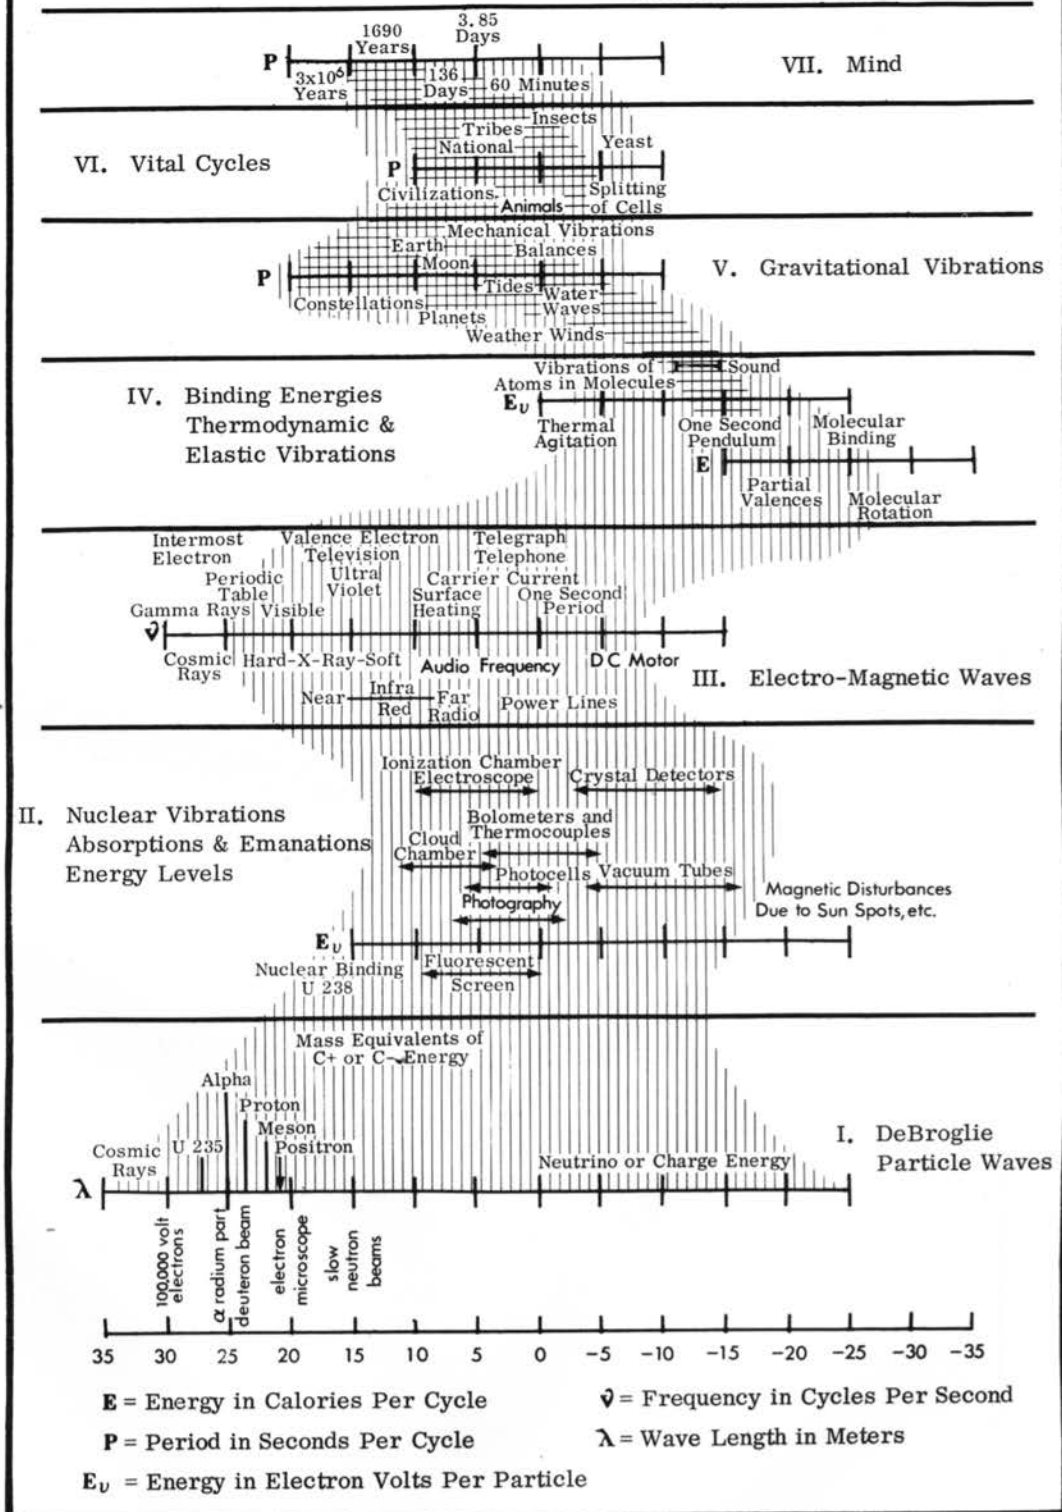 1690
Years
3.85
Days
P
3x10⁶
Years
136
Days
60 Minutes
VII. Mind
Insects
Tribes
National
Yeast
VI. Vital Cycles
P
Civilizations
Splitting
Animals
of Cells
Mechanical Vibrations
Earth
Balances
Moon
P
V. Gravitational Vibrations
Tides
Water
Waves
Constellations
Planets
Weather Winds
Vibrations of
Atoms in Molecules
Sound
IV. Binding Energies
Thermodynamic &
Elastic Vibrations
Eν
Thermal
Agitation
One Second
Pendulum
Molecular
Binding
E
Partial
Valences
Molecular
Rotation
Intermost
Electron
Valence Electron
Television
Telegraph
Telephone
Periodic
Table
Ultra
Violet
Carrier Current
Surface
Heating
One Second
Period
Gamma Rays
Visible
ν
Cosmic
Rays
Hard-X-Ray-Soft
Audio Frequency
DC Motor
III. Electro-Magnetic Waves
Near
Infra
Red
Far
Radio
Power Lines
Ionization Chamber
Electroscope
Crystal Detectors
II. Nuclear Vibrations
Absorptions & Emanations
Energy Levels
Bolometers and
Thermocouples
Cloud
Chamber
Photocells
Vacuum Tubes
Photography
Magnetic Disturbances
Due to Sun Spots, etc.
Eν
Nuclear Binding
U 238
Fluorescent
Screen
Mass Equivalents of
C+ or C- Energy
Alpha
Proton
Meson
Positron
Cosmic
Rays
U 235
I. DeBroglie
Particle Waves
Neutrino or Charge Energy
λ
100,000 volt
electrons
α radium part
deuteron beam
electron
microscope
slow
neutron
beams
35 30 25 20 15 10 5 0 -5 -10 -15 -20 -25 -30 -35
E = Energy in Calories Per Cycle
ν = Frequency in Cycles Per Second
P = Period in Seconds Per Cycle
λ = Wave Length in Meters
Eν = Energy in Electron Volts Per Particle